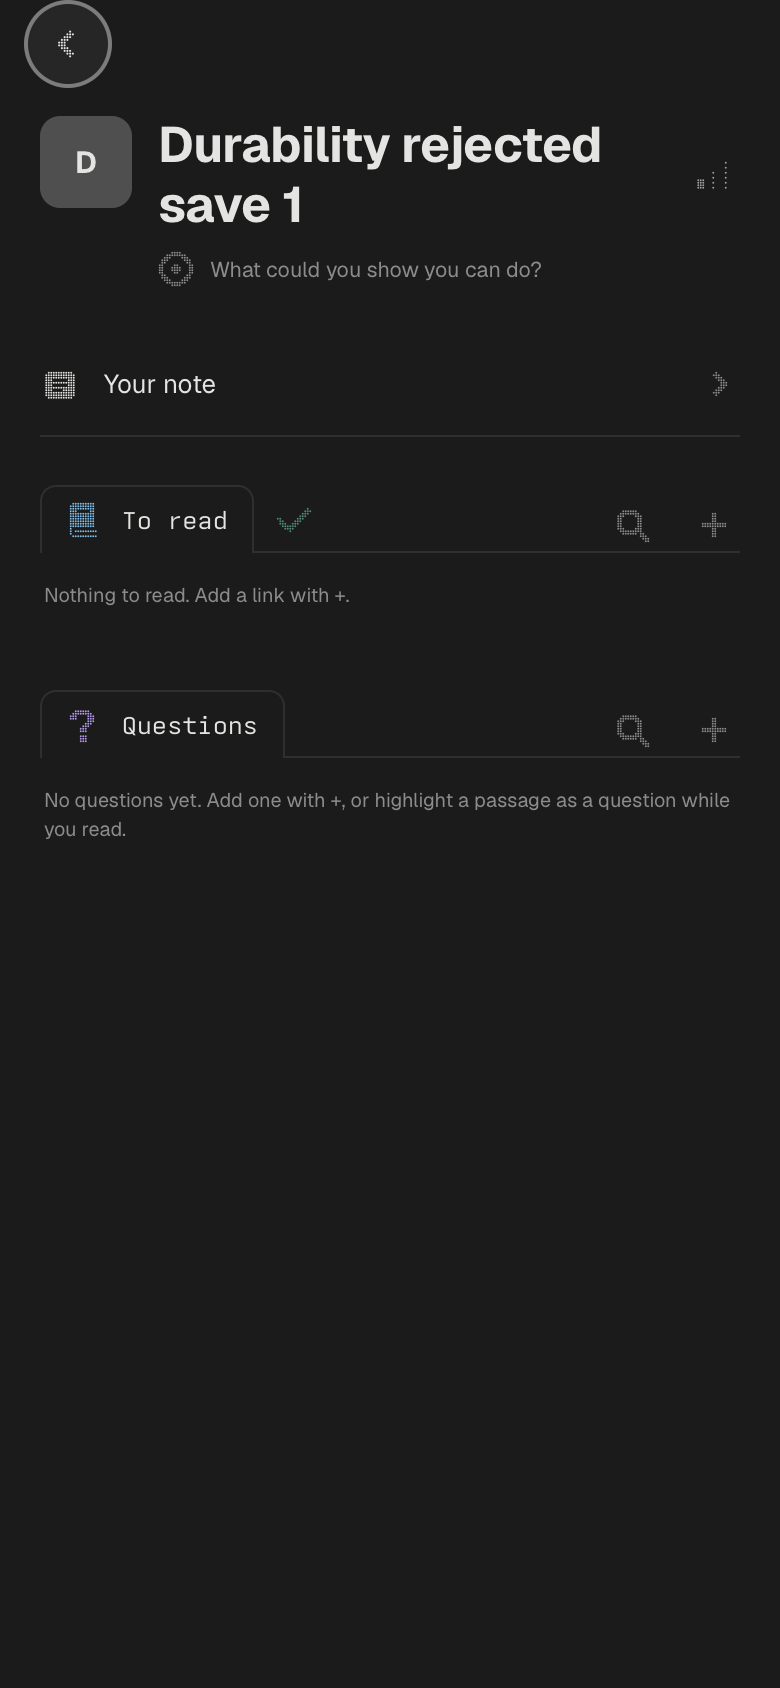 D
Durability rejected
save 1
What could you show you can do?
Your note
To read
Nothing to read. Add a link with +.
Questions
No questions yet. Add one with +, or highlight a passage as a question while
you read.